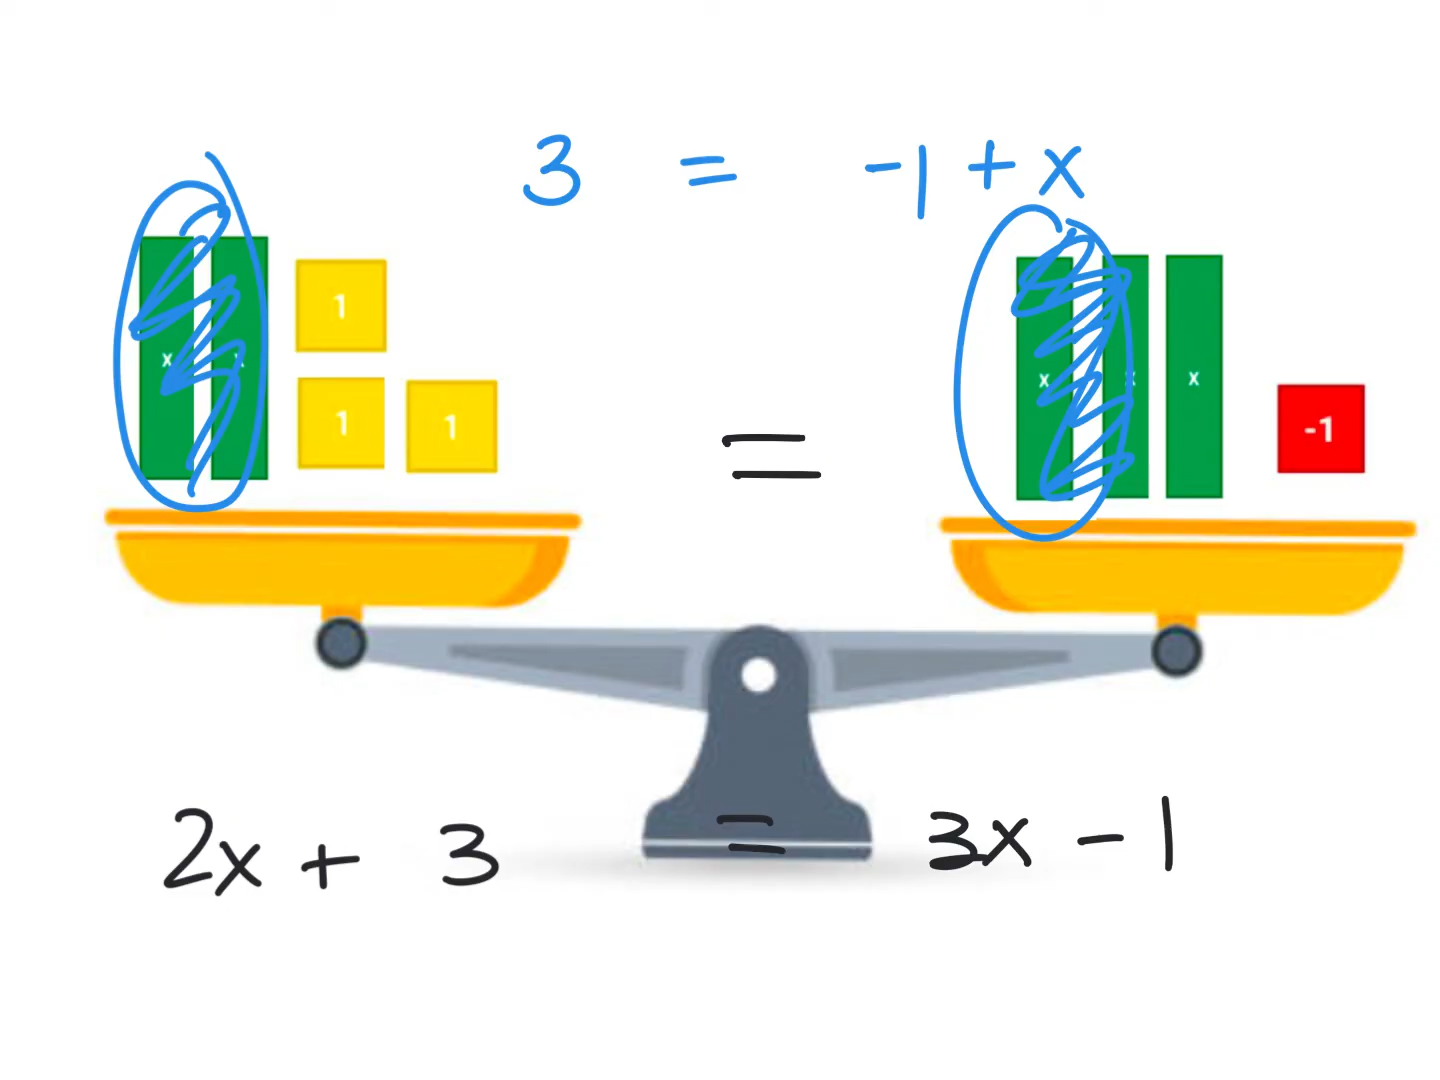 3 = -1 + x
1
x x x x x
1 1 -1
=
2x + 3 = 3x - 1